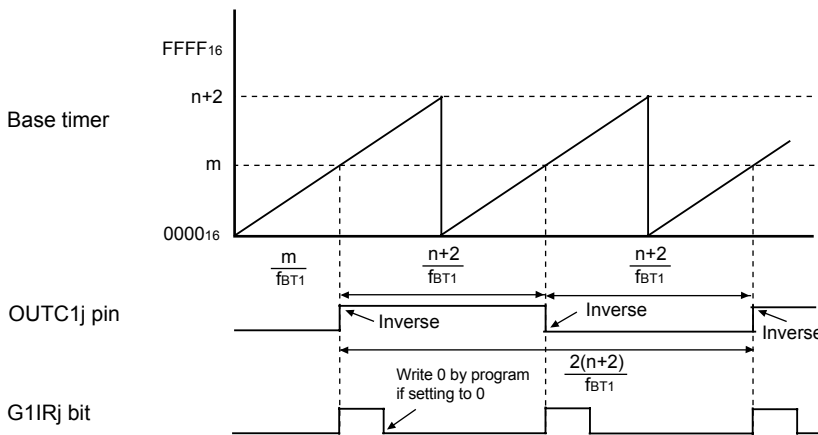 FFFF16
n+2
Base timer
m
000016
m
fBT1
n+2
fBT1
n+2
fBT1
OUTC1j pin
Inverse
Inverse
Inverse
2(n+2)
fBT1
Write 0 by program
if setting to 0
G1IRj bit